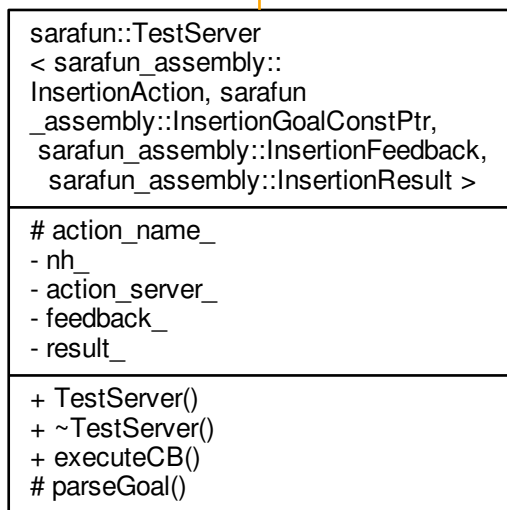 sarafun::TestServer
< sarafun_assembly::
InsertionAction, sarafun
_assembly::InsertionGoalConstPtr,
sarafun_assembly::InsertionFeedback,
sarafun_assembly::InsertionResult >
# action_name_
- nh_
- action_server_
- feedback_
- result_
+ TestServer()
+ ~TestServer()
+ executeCB()
# parseGoal()